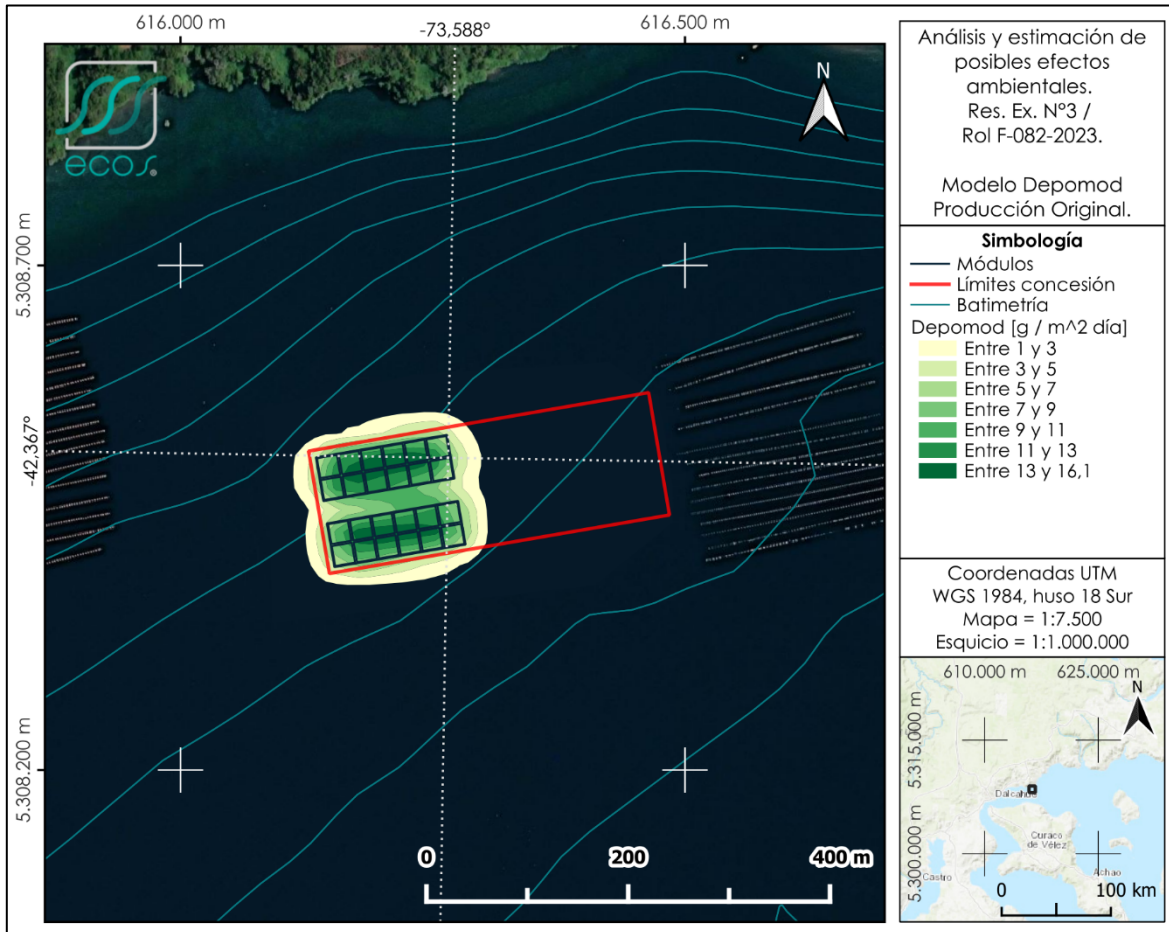 616.000 m
-73,588°
616.500 m
ecos®
N
5.308.700 m
-42,367°
5.308.200 m
0
200
400 m
Análisis y estimación de
posibles efectos
ambientales.
Res. Ex. N°3 /
Rol F-082-2023.
Modelo Depomod
Producción Original.
Simbología
Módulos
Límites concesión
Batimetría
Depomod [g / m^2 día]
Entre 1 y 3
Entre 3 y 5
Entre 5 y 7
Entre 7 y 9
Entre 9 y 11
Entre 11 y 13
Entre 13 y 16,1
Coordenadas UTM
WGS 1984, huso 18 Sur
Mapa = 1:7.500
Esquicio = 1:1.000.000
610.000 m
625.000 m
N
5.315.000 m
5.300.000 m
Dalcahue
Curaco
de Vélez
Castro
Achao
0
100 km